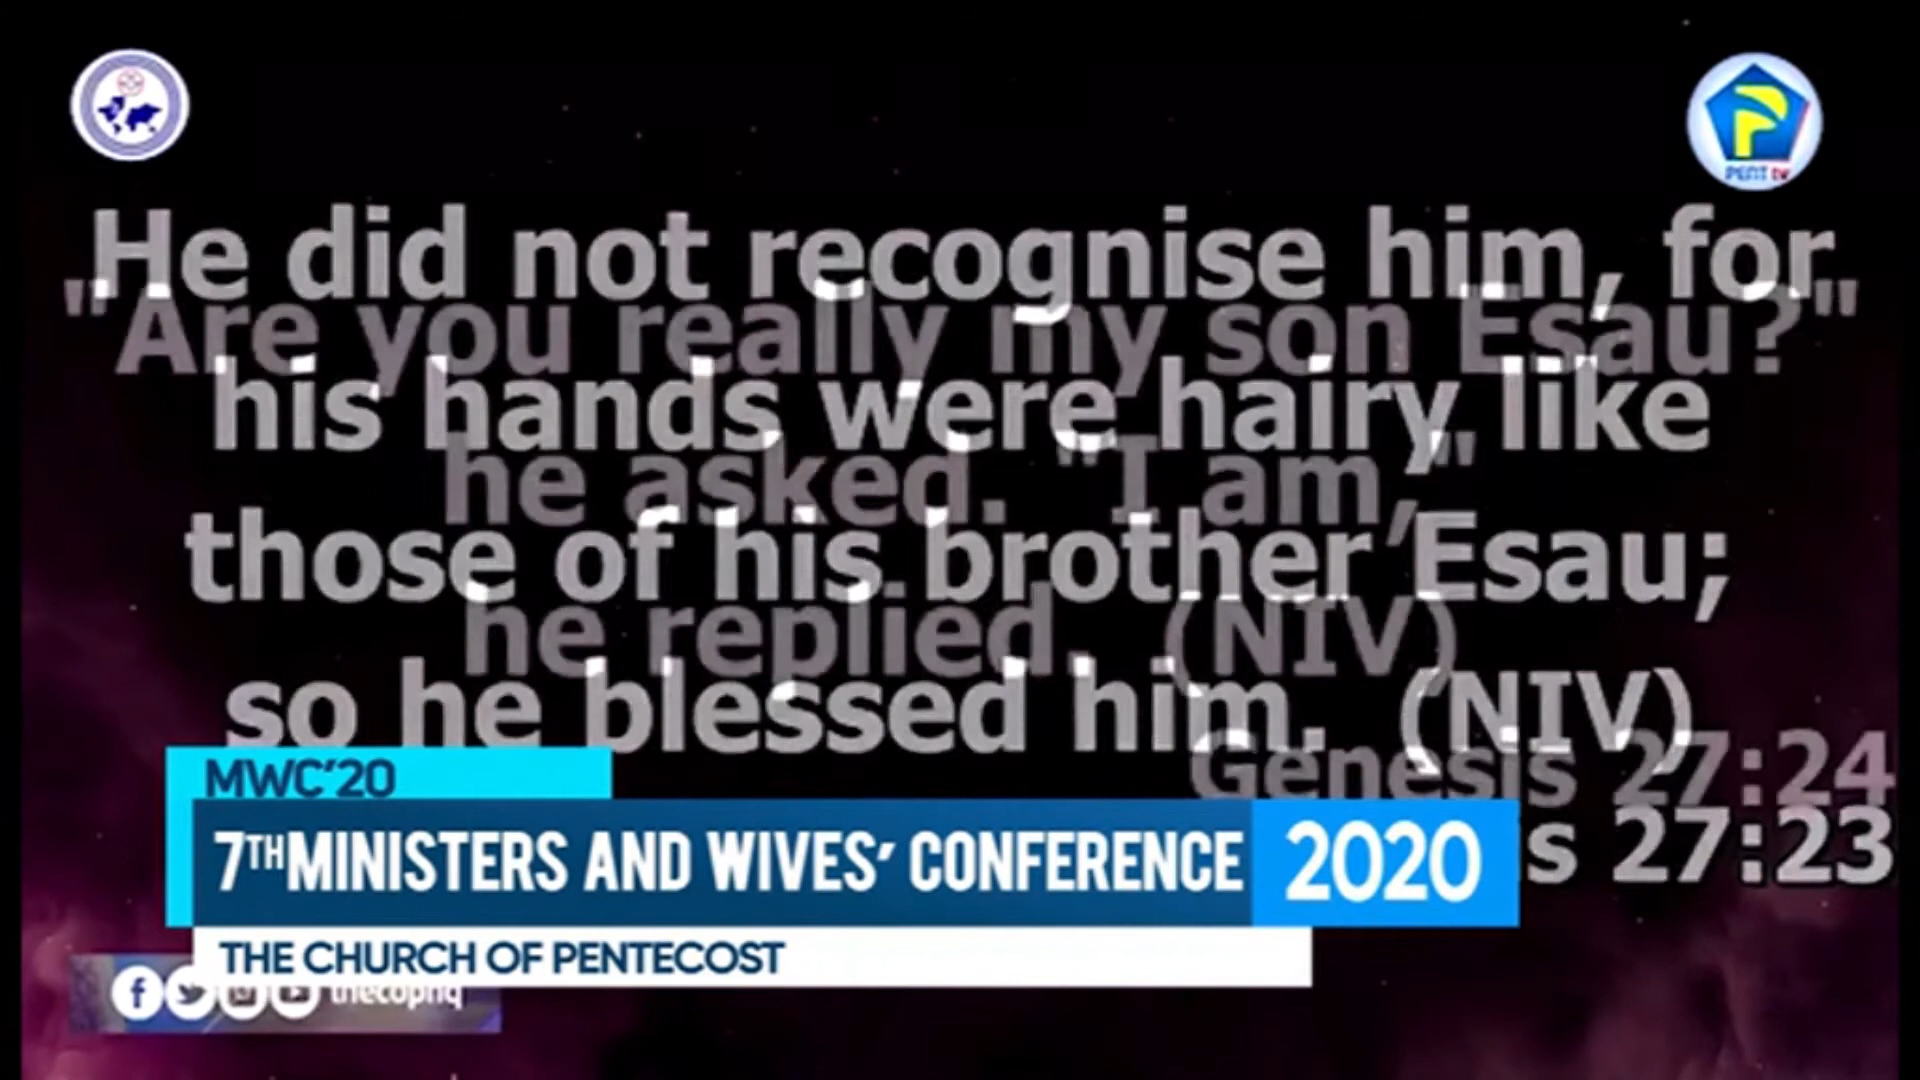 PENT tv
He did not recognise him, for
"Are you really my son Esau?"
his hands were hairy like
he asked. "I am,"
those of his brother Esau;
he replied. (NIV)
so he blessed him. (NIV)
Genesis 27:24
s 27:23
MWC'20
7TH MINISTERS AND WIVES' CONFERENCE 2020
THE CHURCH OF PENTECOST
thecophq